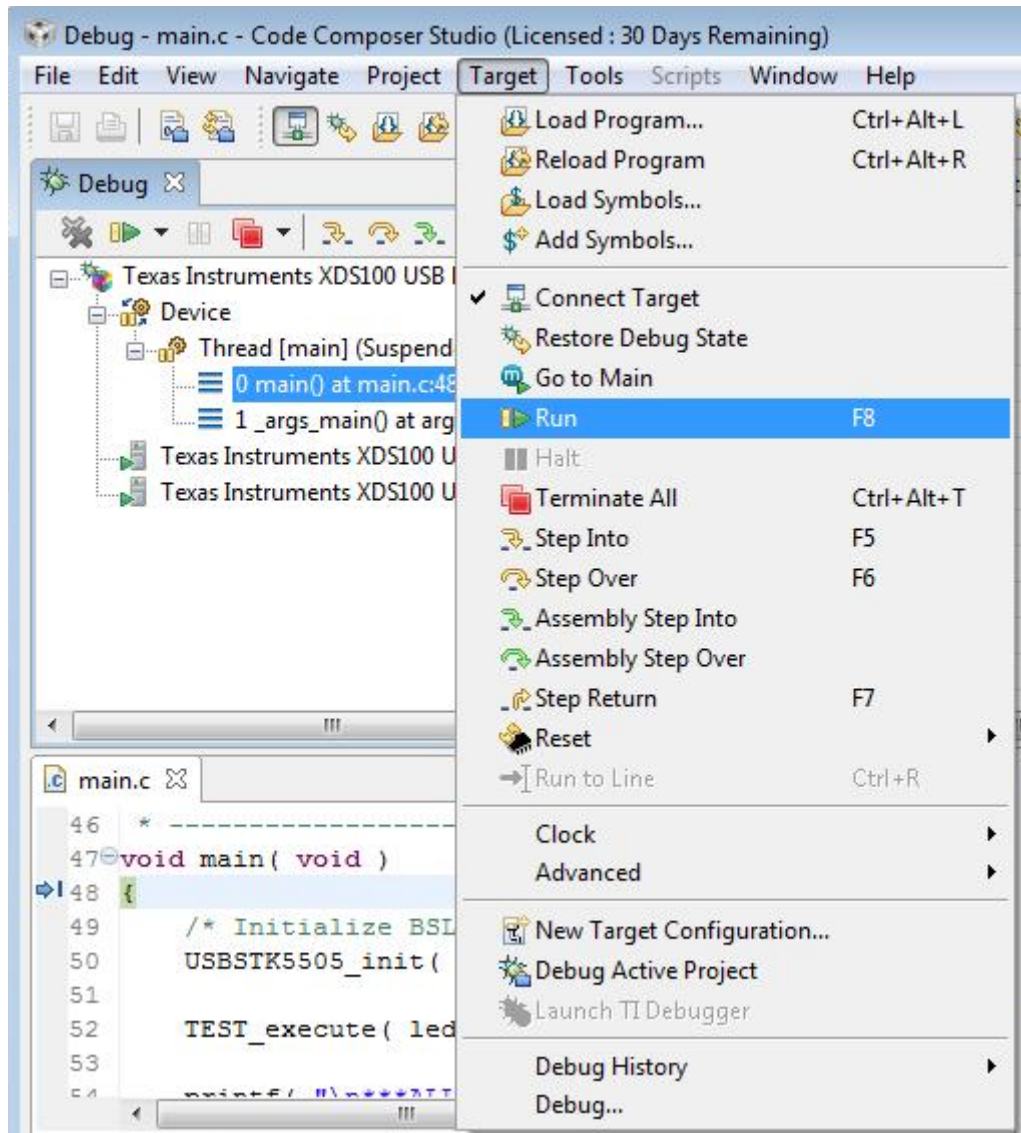 Debug - main.c - Code Composer Studio (Licensed : 30 Days Remaining)
File Edit View Navigate Project Target Tools Scripts Window Help
Debug
Texas Instruments XDS100 USB
Device
Thread [main] (Suspend
0 main() at main.c:48
1 _args_main() at arg
Texas Instruments XDS100 U
Texas Instruments XDS100 U
Load Program... Ctrl+Alt+L
Reload Program Ctrl+Alt+R
Load Symbols...
Add Symbols...
Connect Target
Restore Debug State
Go to Main
Run F8
Halt
Terminate All Ctrl+Alt+T
Step Into F5
Step Over F6
Assembly Step Into
Assembly Step Over
Step Return F7
Reset
Run to Line Ctrl+R
Clock
Advanced
New Target Configuration...
Debug Active Project
Launch TI Debugger
Debug History
Debug...
main.c
46 * -------------------
47 void main( void )
48 {
49 /* Initialize BSL
50 USBSTK5505_init(
51
52 TEST_execute( led
53
54 printf( "\n***ALL